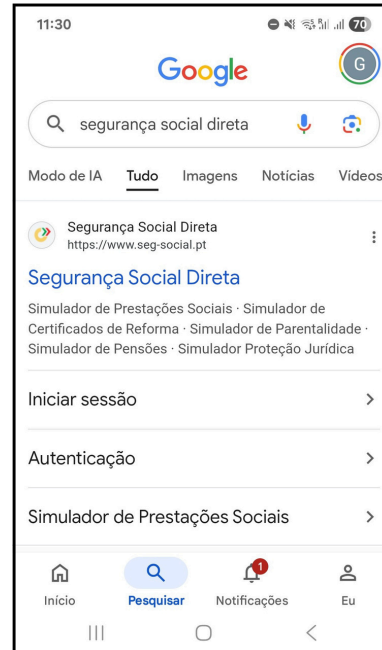 11:30
70
Google
G
segurança social direta
Modo de IA Tudo Imagens Notícias Vídeos
Segurança Social Direta
https://www.seg-social.pt
Segurança Social Direta
Simulador de Prestações Sociais · Simulador de
Certificados de Reforma · Simulador de Parentalidade ·
Simulador de Pensões · Simulador Proteção Jurídica
Iniciar sessão
Autenticação
Simulador de Prestações Sociais
1
Início Pesquisar Notificações Eu